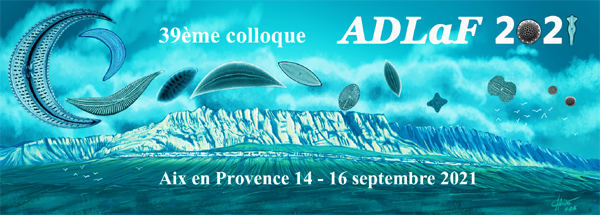 39ème colloque ADLaF 2021
Aix en Provence 14 - 16 septembre 2021